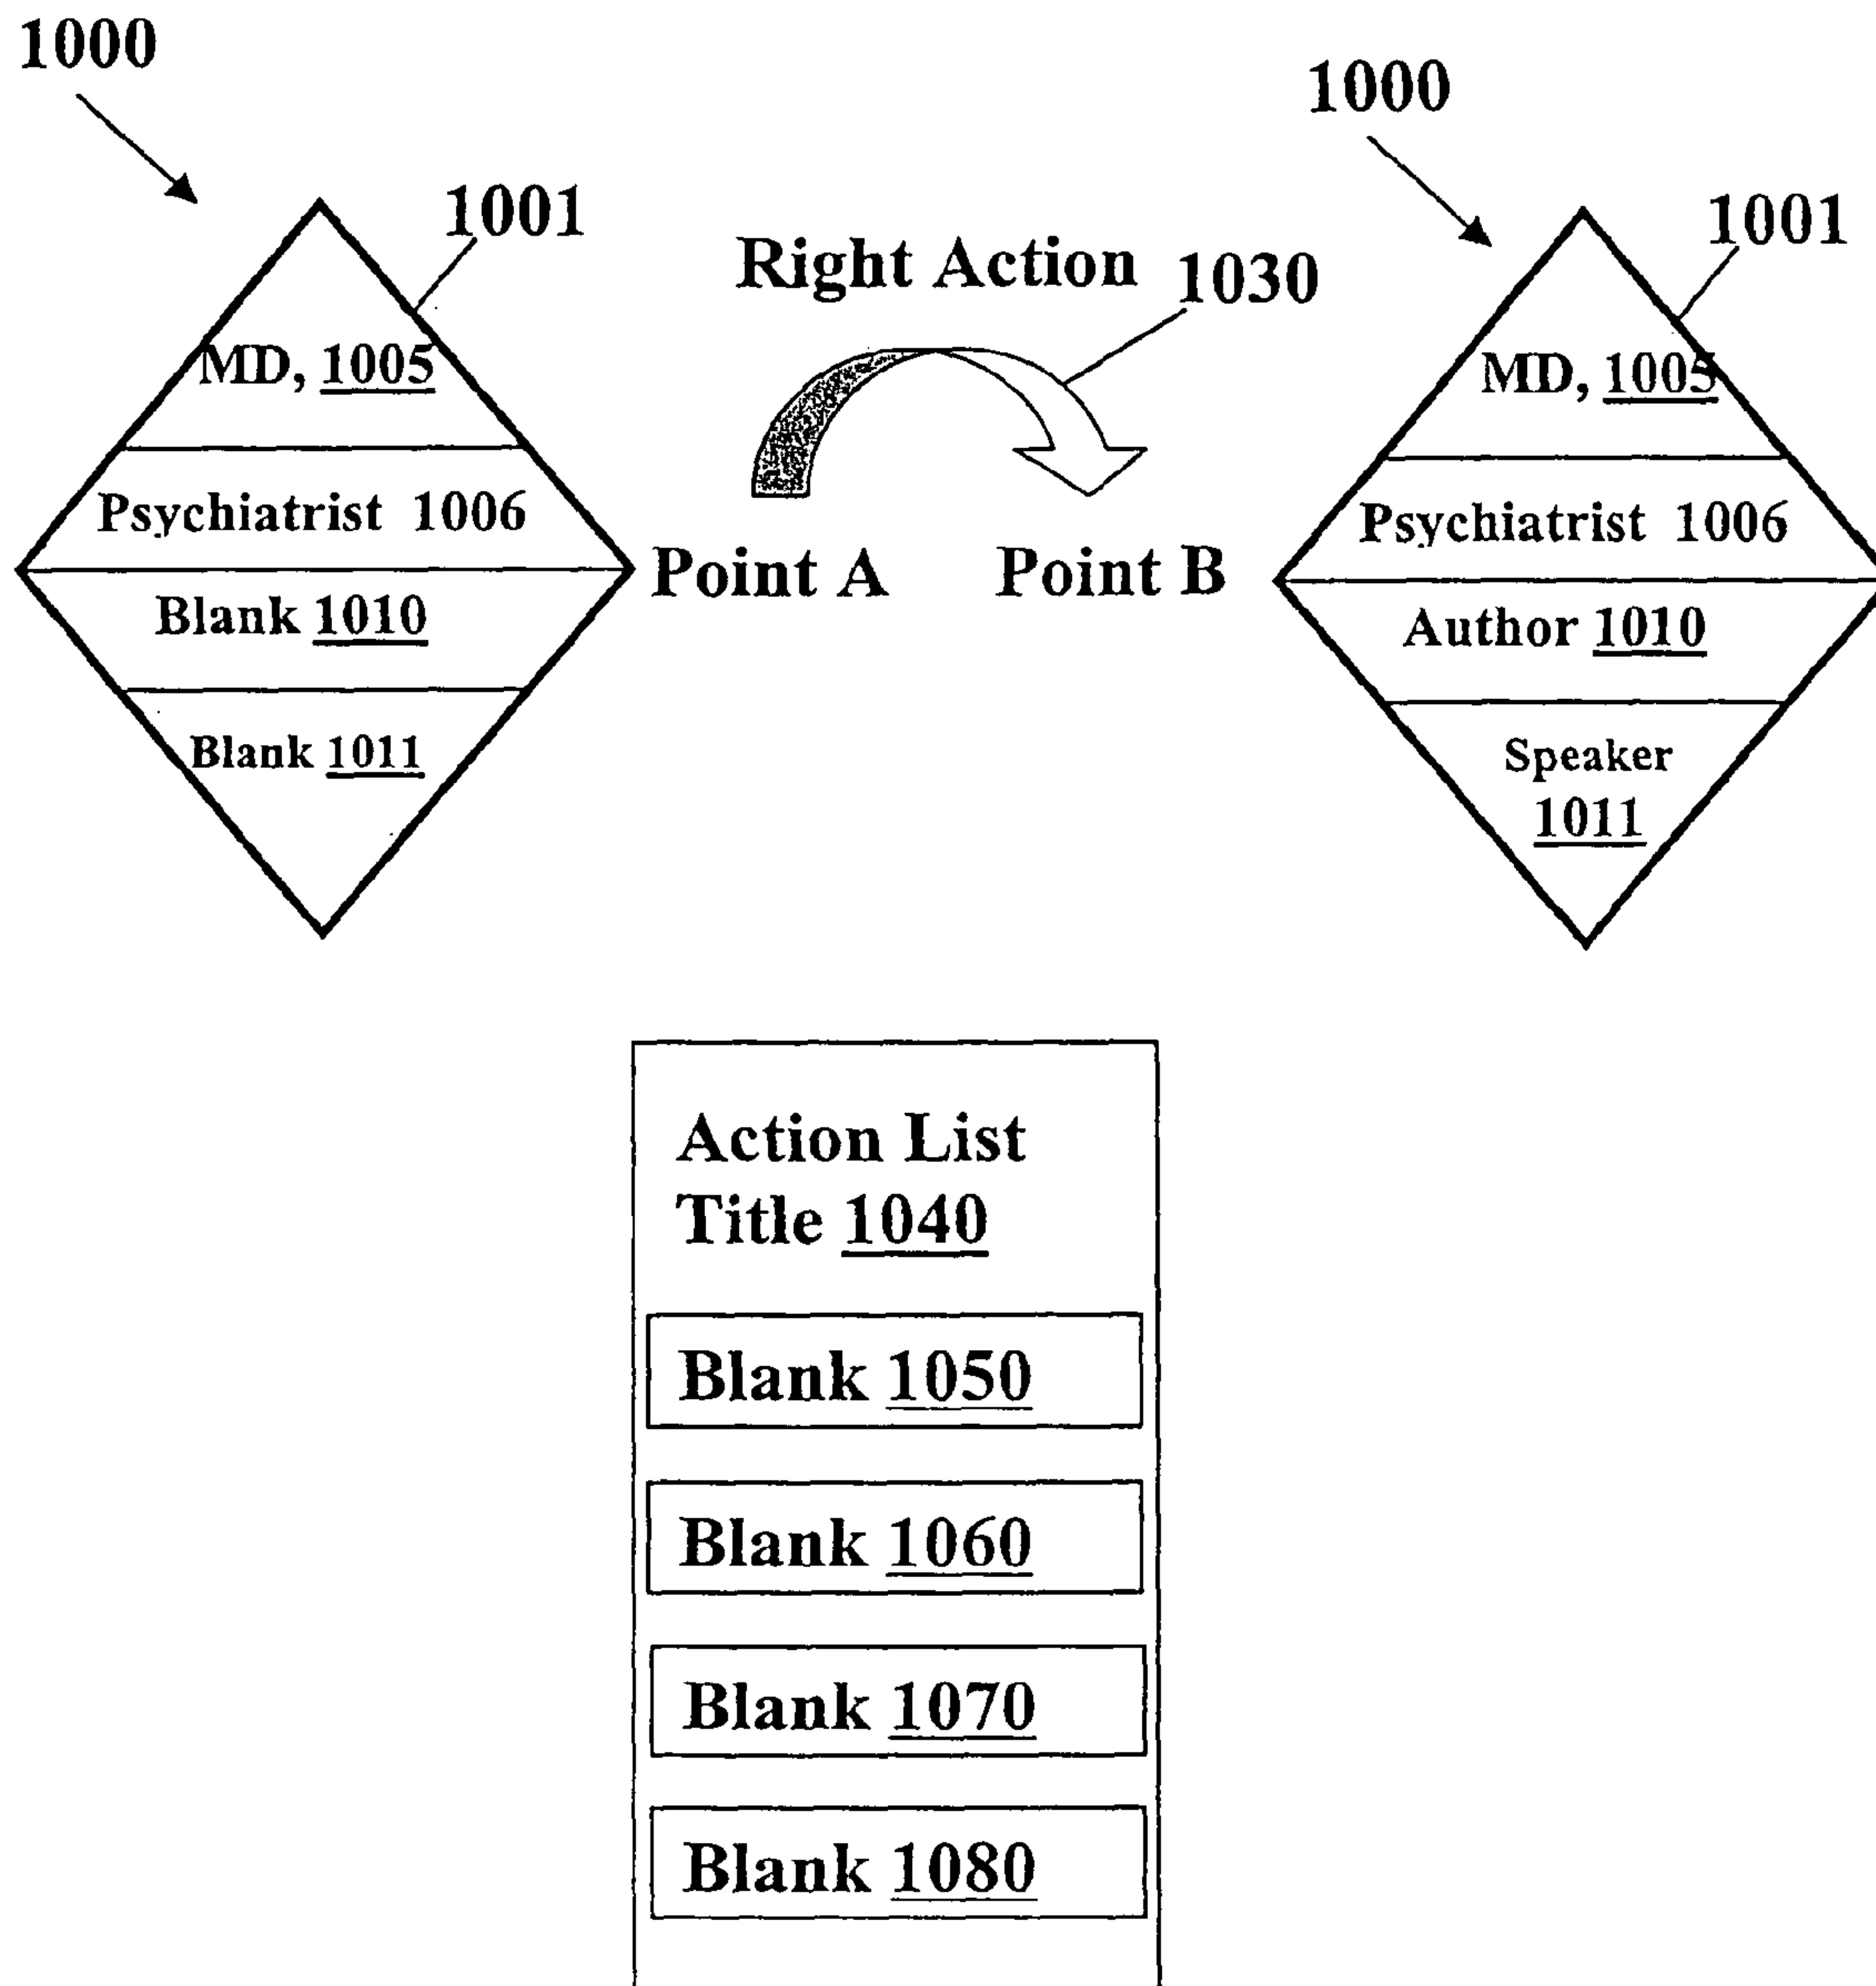 1000
1000
1001
1001
Right Action 1030
MD, 1005
MD, 1005
Psychiatrist 1006
Psychiatrist 1006
Point A
Point B
Blank 1010
Author 1010
Blank 1011
Speaker
1011
Action List
Title 1040
Blank 1050
Blank 1060
Blank 1070
Blank 1080